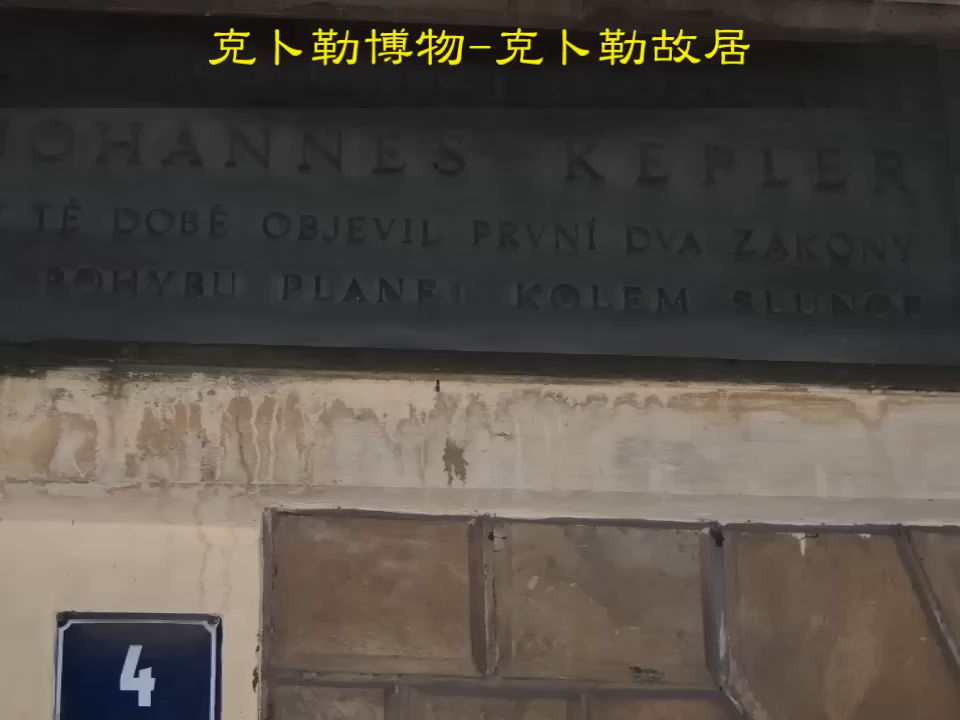 克卜勒博物-克卜勒故居
JOHANNES KEPLER
TÉ DOBĚ OBJEVIL PRVNÍ DVA ZÁKONY
POHYBU PLANET KOLEM SLUNCE
4